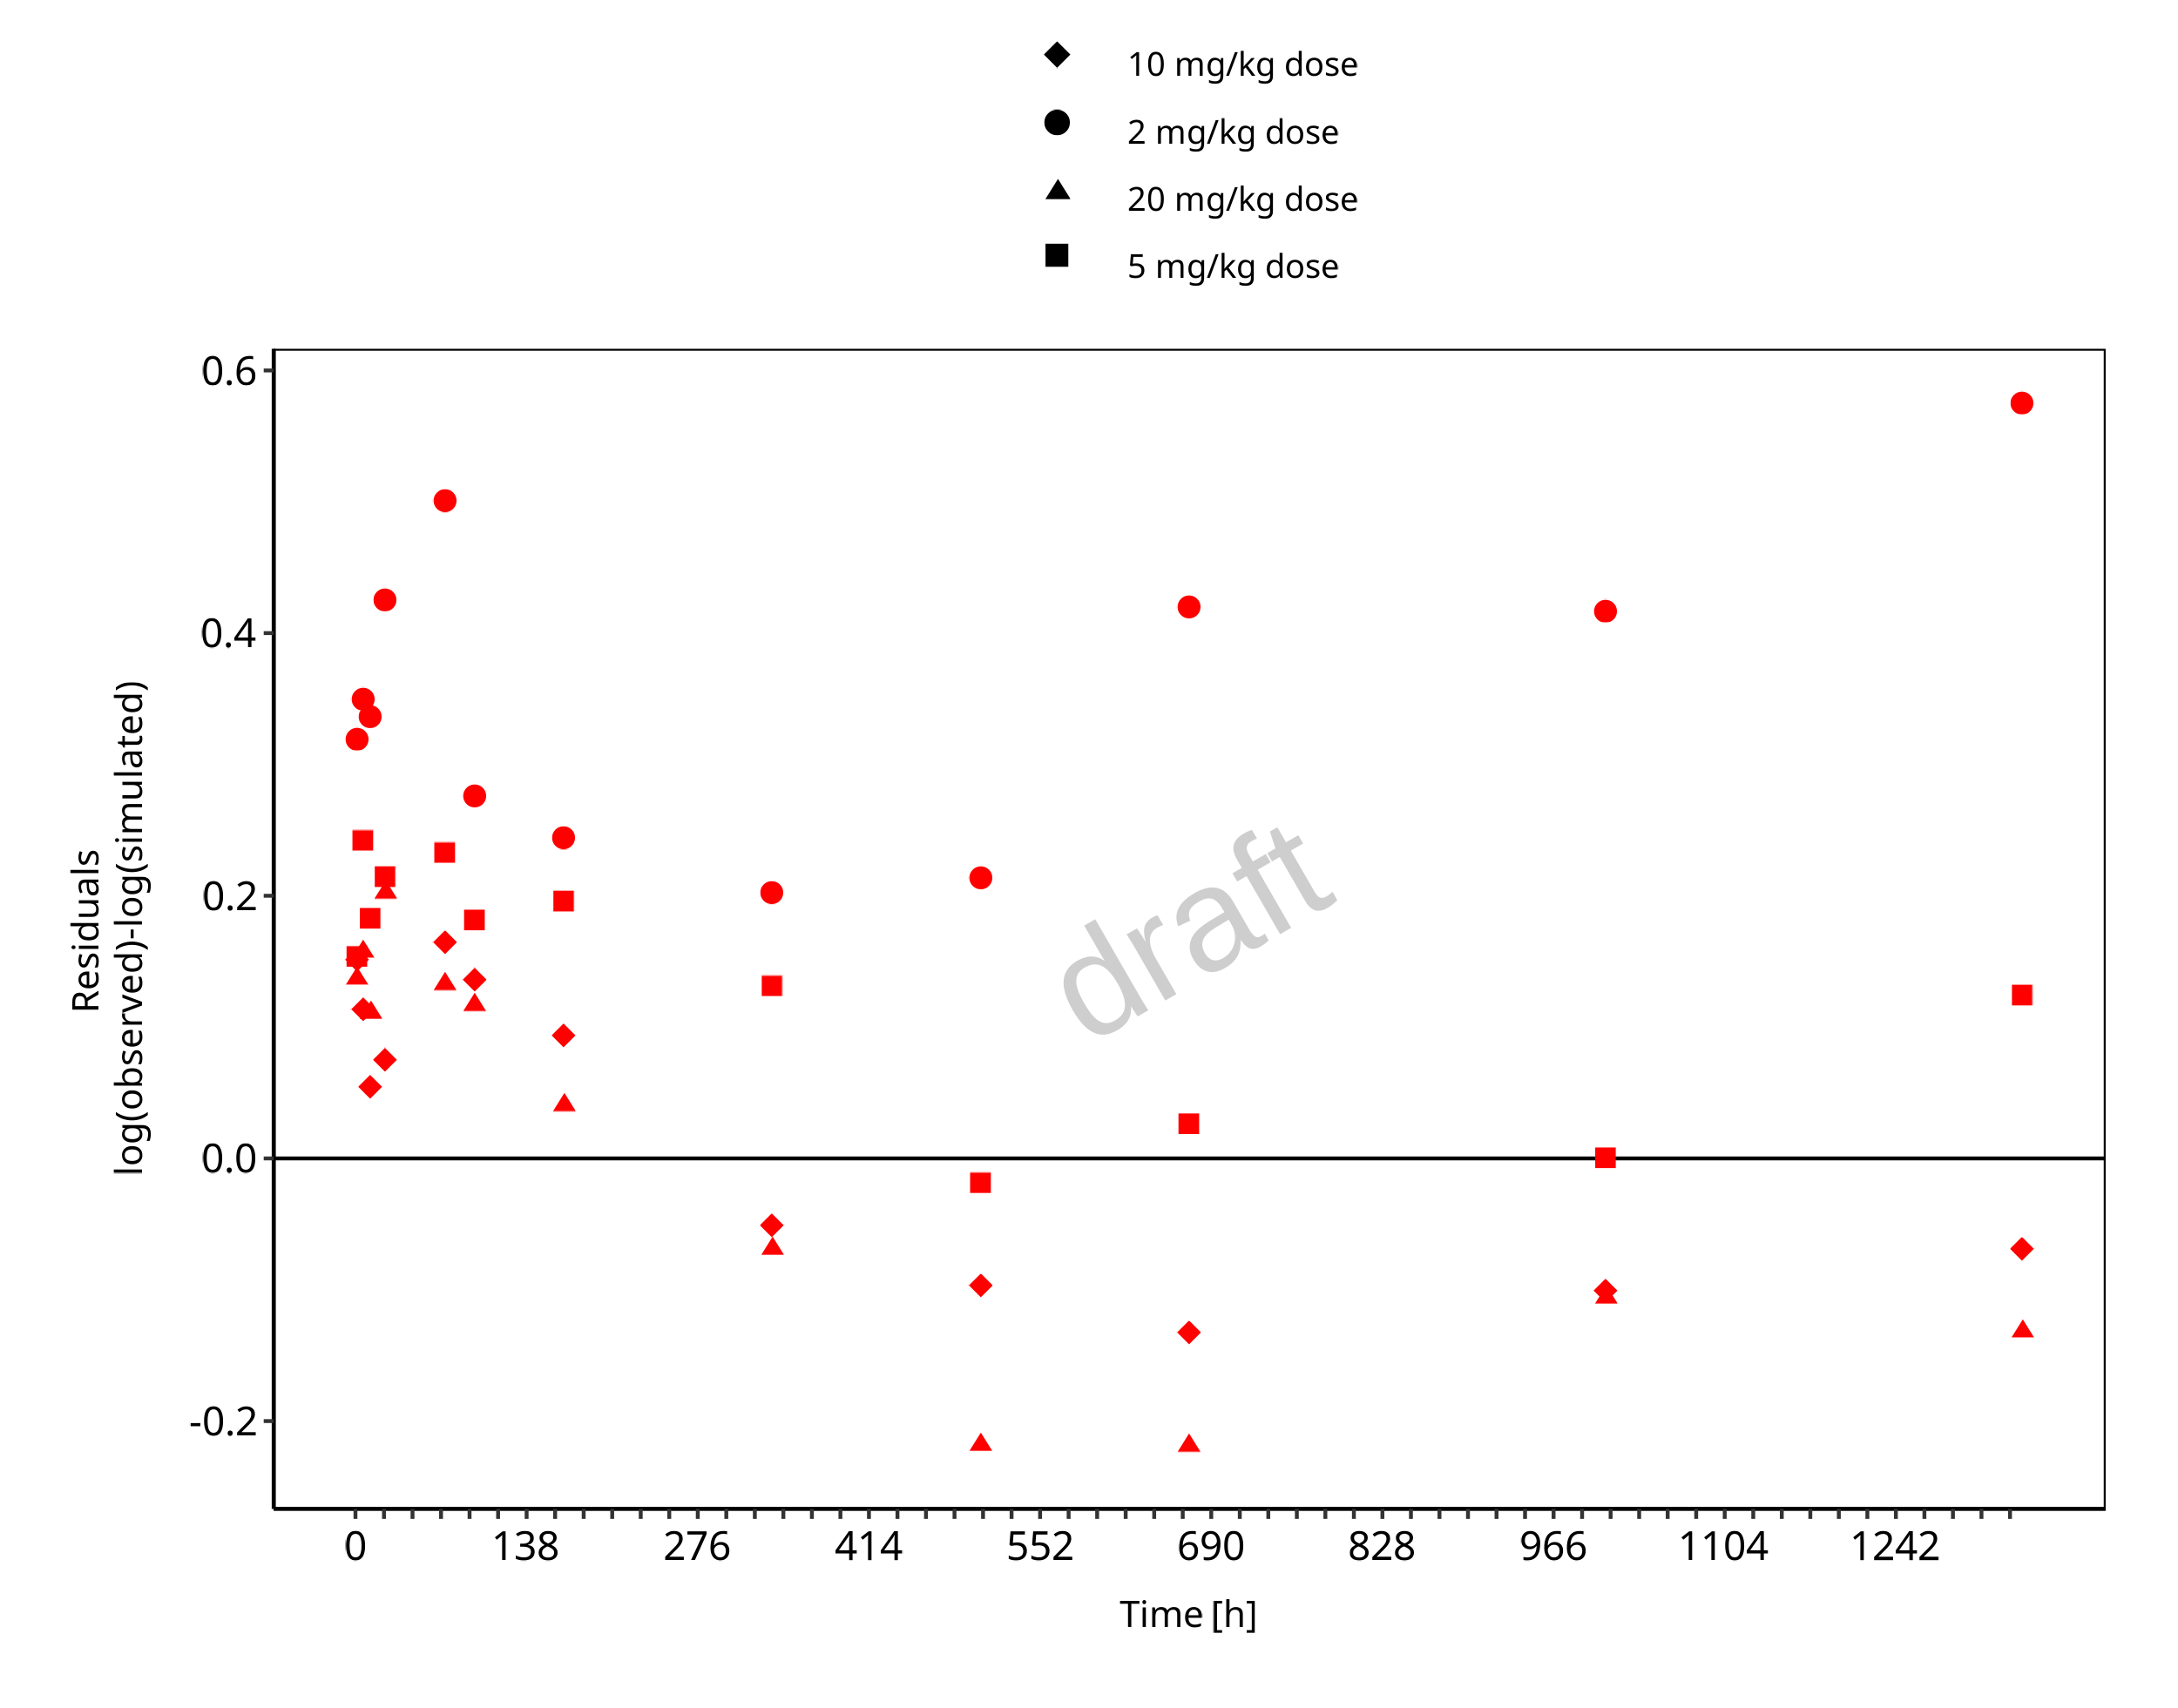 10 mg/kg dose
2 mg/kg dose
20 mg/kg dose
5 mg/kg dose
0.6
0.4
0.2
0.0
-0.2
Residuals
log(observed)-log(simulated)
draft
0 138 276 414 552 690 828 966 1104 1242
Time [h]